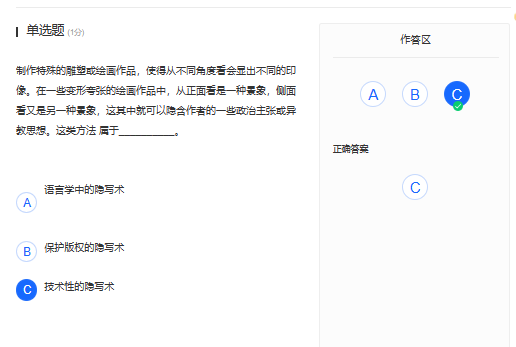 单选题 (1分)
制作特殊的雕塑或绘画作品，使得从不同角度看会显出不同的印
像。在一些变形夸张的绘画作品中，从正面看是一种景象，侧面
看又是另一种景象，这其中就可以隐含作者的一些政治主张或异
教思想。这类方法 属于___________。
A 语言学中的隐写术
B 保护版权的隐写术
C 技术性的隐写术
作答区
A B C
正确答案
C